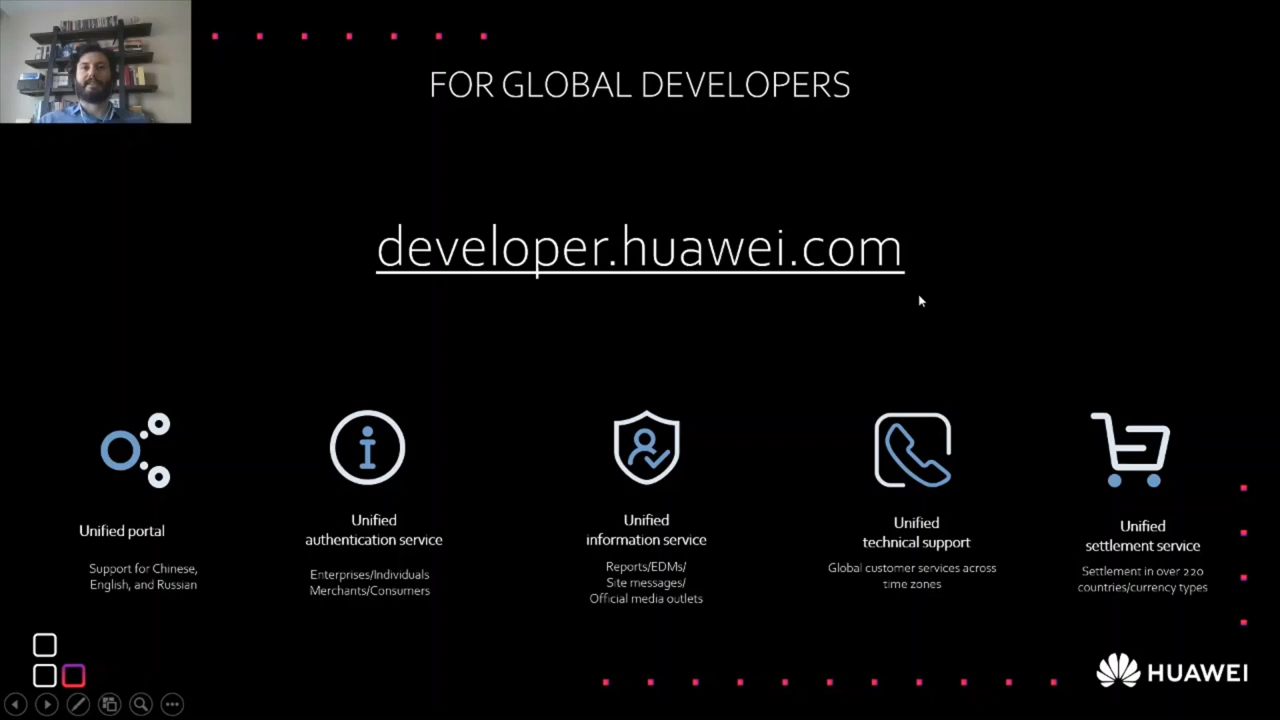 FOR GLOBAL DEVELOPERS
developer.huawei.com
Unified portal
Support for Chinese,
English, and Russian
Unified
authentication service
Enterprises/Individuals
Merchants/Consumers
Unified
information service
Reports/EDMs/
Site messages/
Official media outlets
Unified
technical support
Global customer services across
time zones
Unified
settlement service
Settlement in over 220
countries/currency types
HUAWEI